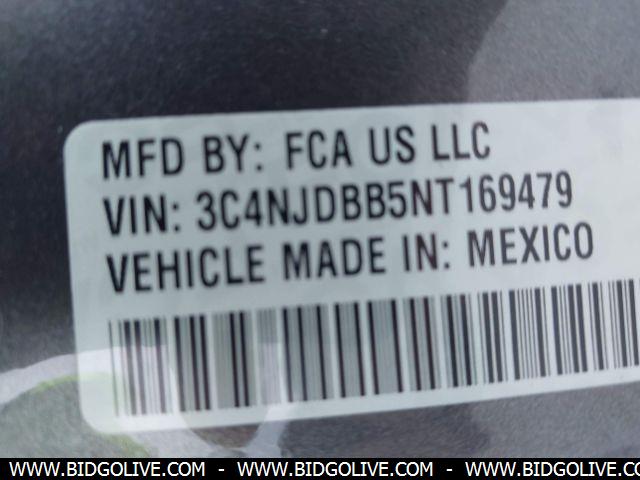 MFD BY: FCA US LLC
VIN: 3C4NJDBB5NT169479
VEHICLE MADE IN: MEXICO
WWW.BIDGOLIVE.COM - WWW.BIDGOLIVE.COM - WWW.BIDGOLIVE.COM